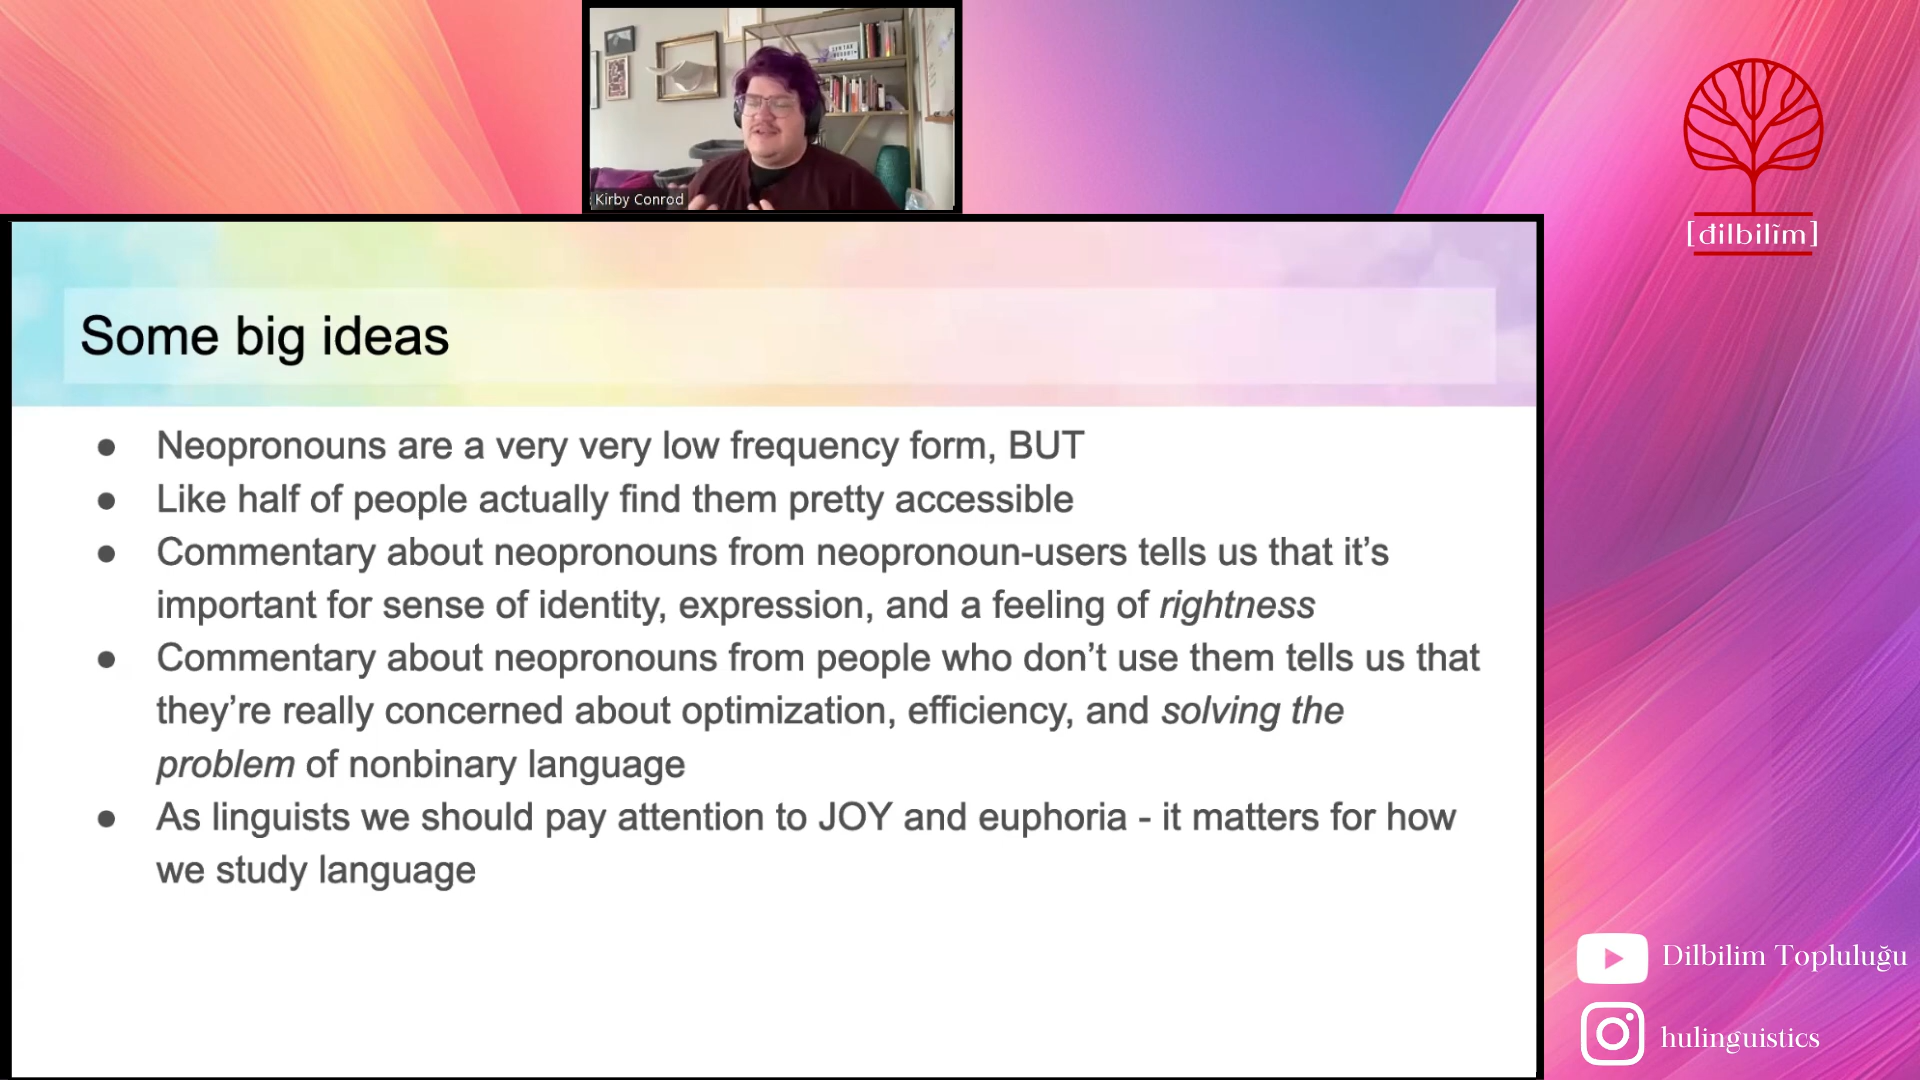 Kirby Conrod
[đilbilĩm]
Some big ideas
● Neopronouns are a very very low frequency form, BUT
● Like half of people actually find them pretty accessible
● Commentary about neopronouns from neopronoun-users tells us that it’s
important for sense of identity, expression, and a feeling of rightness
● Commentary about neopronouns from people who don’t use them tells us that
they’re really concerned about optimization, efficiency, and solving the
problem of nonbinary language
● As linguists we should pay attention to JOY and euphoria - it matters for how
we study language
Dilbilim Topluluğu
hulinguistics